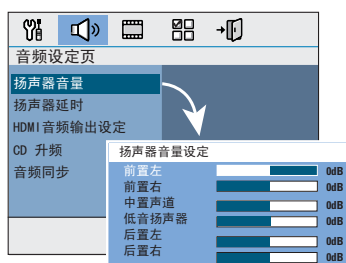 音频设定页
扬声器音量
扬声器延时
HDMI音频输出设定
CD 升频
音频同步
扬声器音量设定
前置左 0dB
前置右 0dB
中置声道 0dB
低音扬声器 0dB
后置左 0dB
后置右 0dB